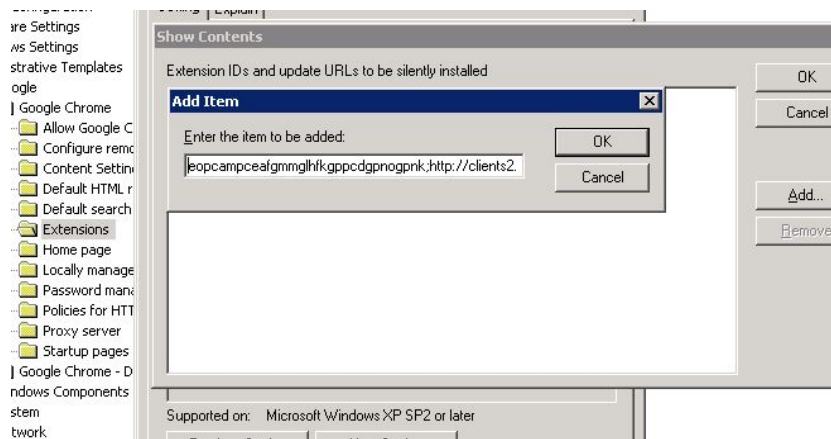 Explain
are Settings
ws Settings
strative Templates
ogle
Google Chrome
Allow Google C
Configure remo
Content Settin
Default HTML r
Default search
Extensions
Home page
Locally manage
Password mana
Policies for HTT
Proxy server
Startup pages
Google Chrome - D
ndows Components
stem
twork
Show Contents
Extension IDs and update URLs to be silently installed
OK
Cancel
Add...
Remove
Add Item
Enter the item to be added:
eopcampceafgmmglhfkgppcdgpnogpnk;http://clients2.
OK
Cancel
Supported on: Microsoft Windows XP SP2 or later